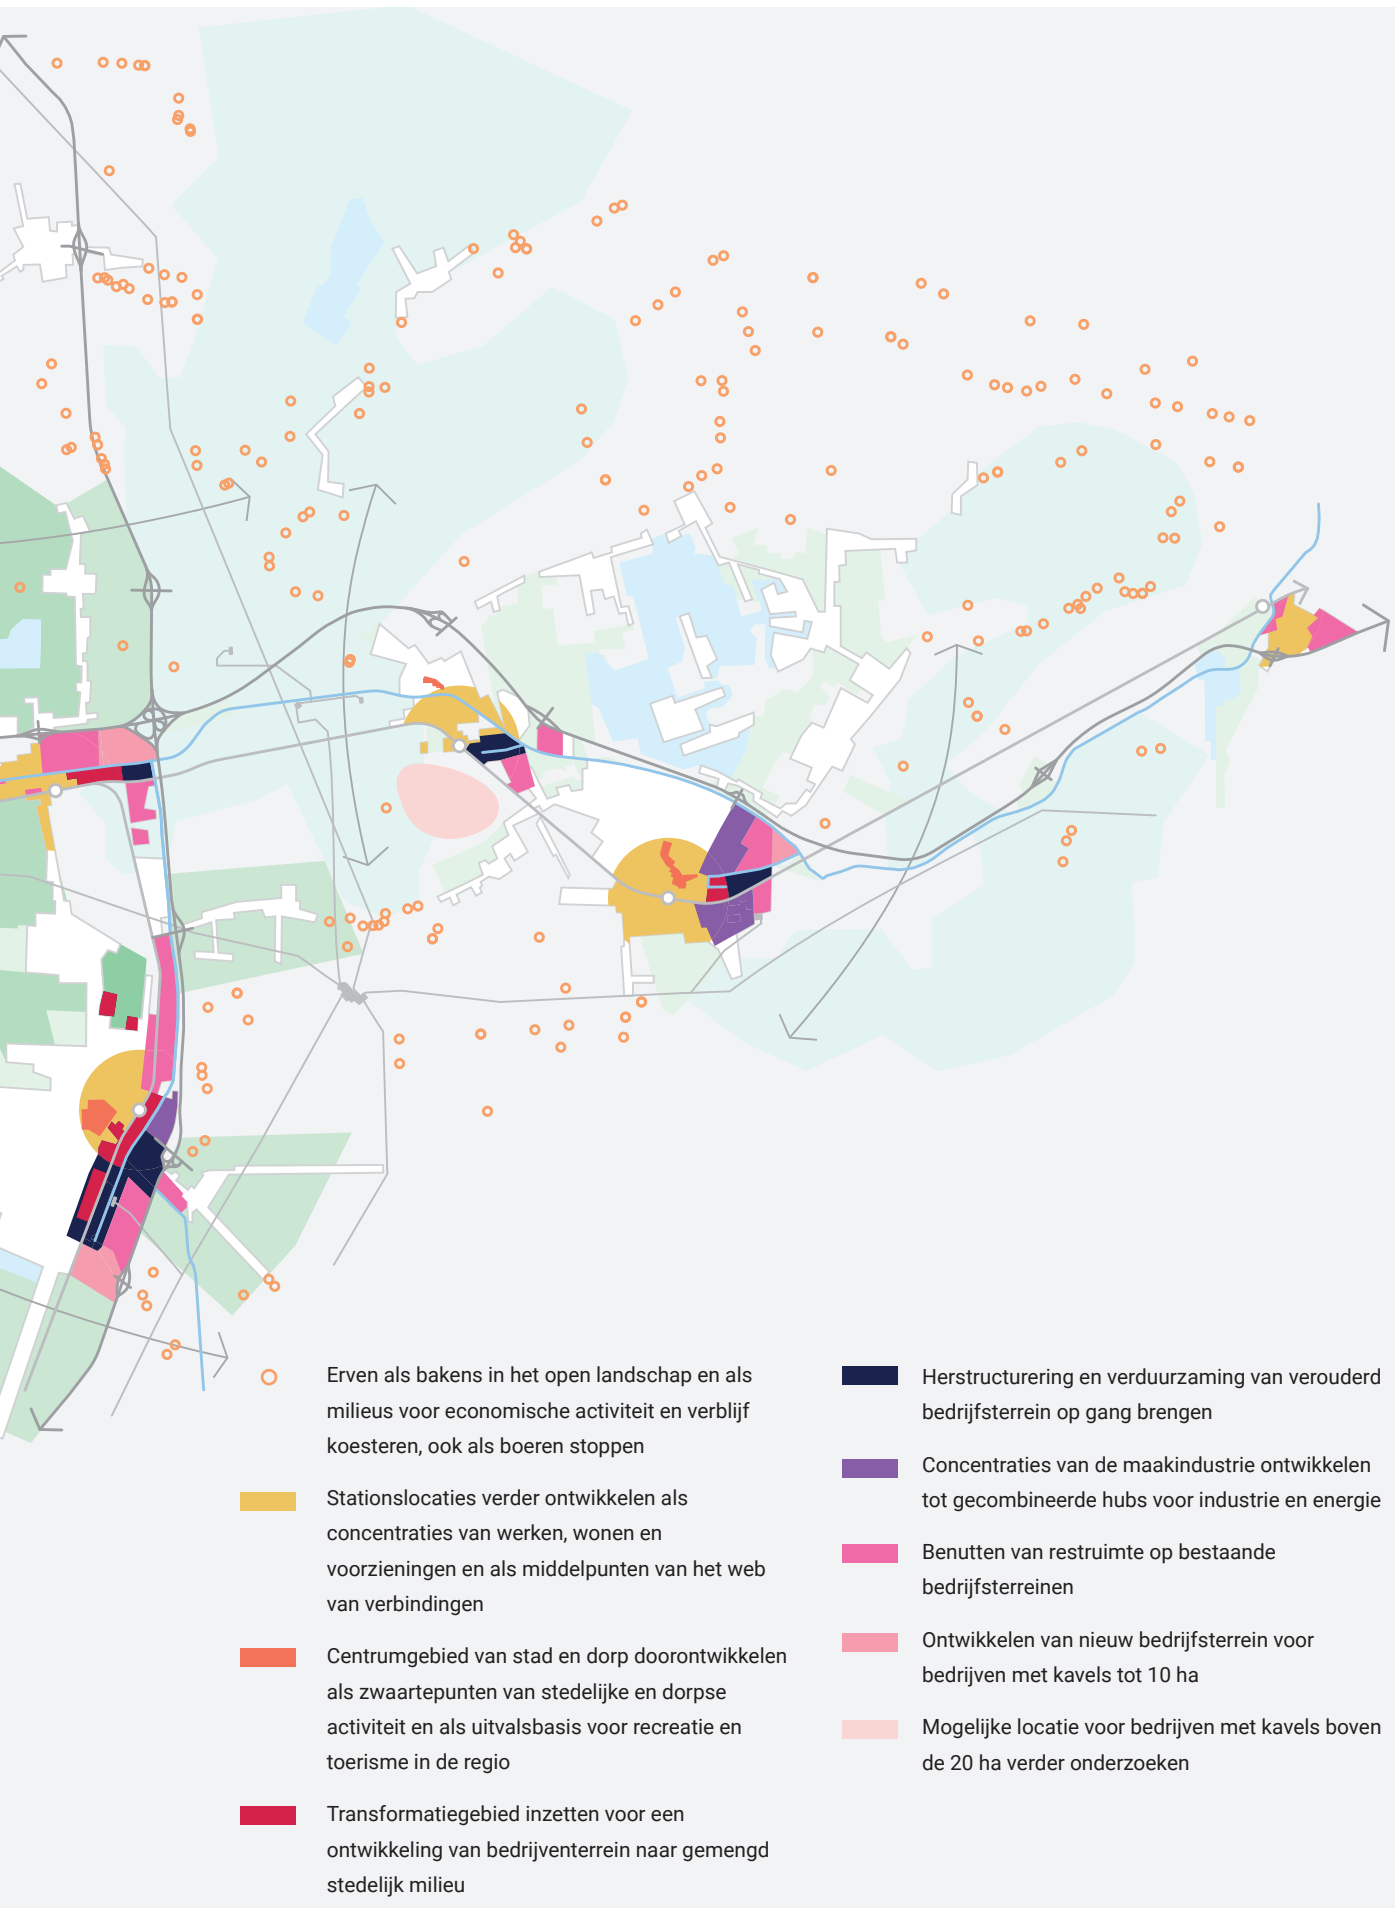 Erven als bakens in het open landschap en als
milieus voor economische activiteit en verblijf
koesteren, ook als boeren stoppen
Stationslocaties verder ontwikkelen als
concentraties van werken, wonen en
voorzieningen en als middelpunten van het web
van verbindingen
Centrumgebied van stad en dorp doorontwikkelen
als zwaartepunten van stedelijke en dorpse
activiteit en als uitvalsbasis voor recreatie en
toerisme in de regio
Transformatiegebied inzetten voor een
ontwikkeling van bedrijventerrein naar gemengd
stedelijk milieu
Herstructurering en verduurzaming van verouderd
bedrijfsterrein op gang brengen
Concentraties van de maakindustrie ontwikkelen
tot gecombineerde hubs voor industrie en energie
Benutten van restruimte op bestaande
bedrijfsterreinen
Ontwikkelen van nieuw bedrijfsterrein voor
bedrijven met kavels tot 10 ha
Mogelijke locatie voor bedrijven met kavels boven
de 20 ha verder onderzoeken